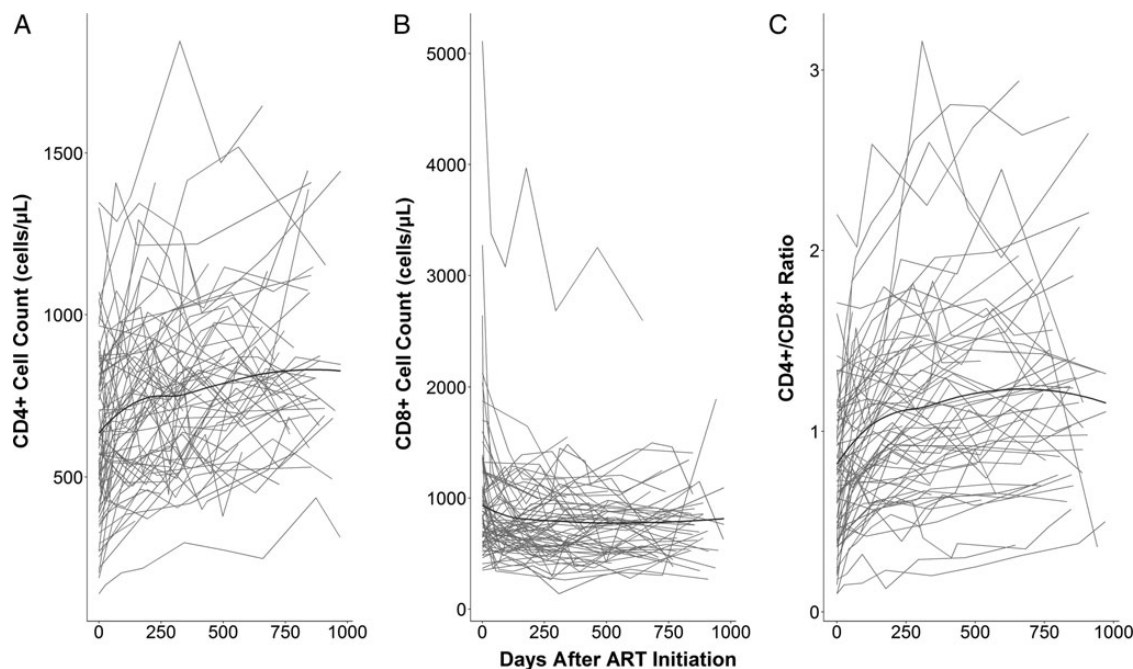 A
B
C
CD4+ Cell Count (cells/μL)
1500
1000
500
0 250 500 750 1000
CD8+ Cell Count (cells/μL)
5000
4000
3000
2000
1000
0
0 250 500 750 1000
CD4+/CD8+ Ratio
3
2
1
0
0 250 500 750 1000
Days After ART Initiation